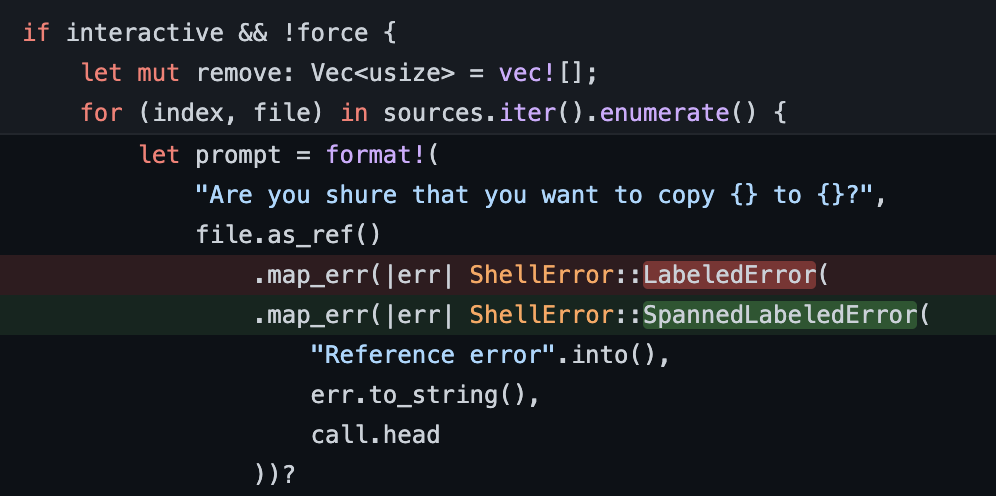 if interactive && !force {
let mut remove: Vec<usize> = vec![];
for (index, file) in sources.iter().enumerate() {
let prompt = format!(
"Are you shure that you want to copy {} to {}?",
file.as_ref()
.map_err(|err| ShellError::LabeledError(
.map_err(|err| ShellError::SpannedLabeledError(
"Reference error".into(),
err.to_string(),
call.head
))?